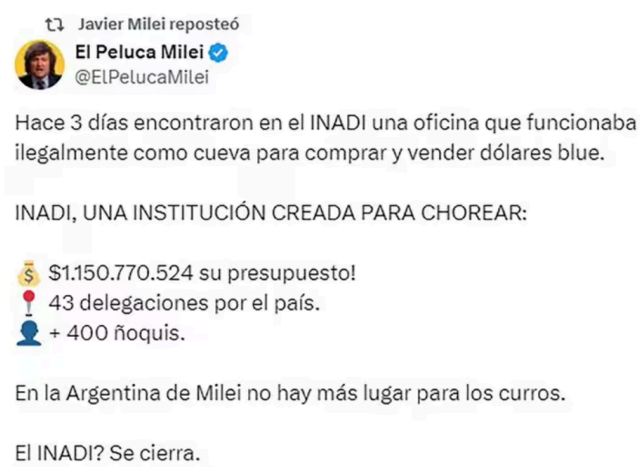 Javier Milei reposteó
El Peluca Milei
@ElPelucaMilei
Hace 3 días encontraron en el INADI una oficina que funcionaba
ilegalmente como cueva para comprar y vender dólares blue.
INADI, UNA INSTITUCIÓN CREADA PARA CHOREAR:
$1.150.770.524 su presupuesto!
43 delegaciones por el país.
+ 400 ñoquis.
En la Argentina de Milei no hay más lugar para los curros.
El INADI? Se cierra.